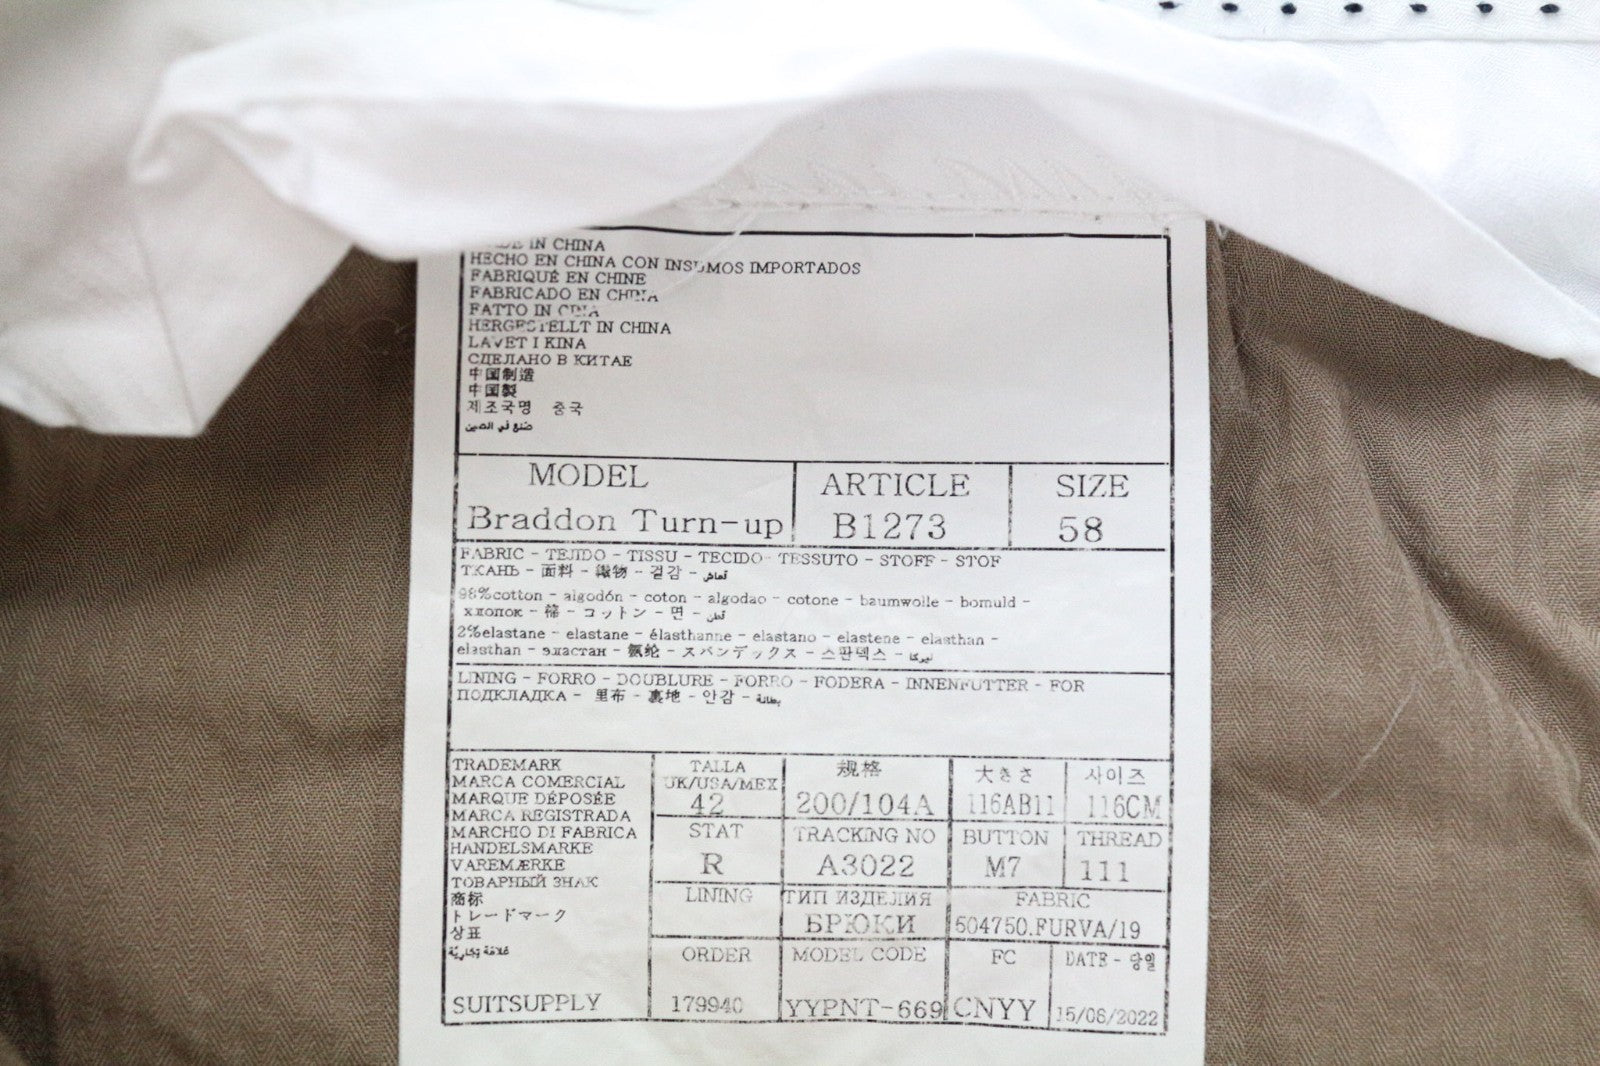 IN CHINA
HECHO EN CHINA CON INSUMOS IMPORTADOS
FABRIQUÉ EN CHINE
FABRICADO EN CHINA
FATTO IN CINA
HERGESTELLT IN CHINA
LAVET I KINA
СДЕЛАНО В КИТАЕ
中国制造
中国製
제조국명 중국
صنع في الصين
MODEL ARTICLE SIZE
Braddon Turn-up B1273 58
FABRIC - TEJIDO - TISSU - TECIDO- TESSUTO - STOFF - STOF
ТКАНЬ - 面料 - 織物 - 겉감 - قماش
98%cotton - algodón - coton - algodao - cotone - baumwolle - bomuld -
хлопок - 棉 - コットン - 면 - قطن
2%elastane - elastane - élasthanne - elastano - elastene - elasthan -
elasthan - эластан - 氨纶 - スパンデックス - 스판덱스 - ليكرا
LINING - FORRO - DOUBLURE - FORRO - FODERA - INNENFUTTER - FOR
ПОДКЛАДКА - 里布 - 裏地 - 안감 - بطانة
TRADEMARK
MARCA COMERCIAL
MARQUE DÉPOSÉE
MARCA REGISTRADA
MARCHIO DI FABRICA
HANDELSMARKE
VAREMÆRKE
ТОВАРНЫЙ ЗНАК
商标
トレードマーク
상표
علامة تجارية
SUITSUPPLY
TALLA 規格 大きさ 사이즈
UK/USA/MEX
42 200/104A 116AB11 116CM
STAT TRACKING NO BUTTON THREAD
R A3022 M7 111
LINING ТИП ИЗДЕЛИЯ FABRIC
БРЮКИ 504750.FURVA/19
ORDER MODEL CODE FC DATE -
179940 YYPNT-669 CNYY 15/06/2022